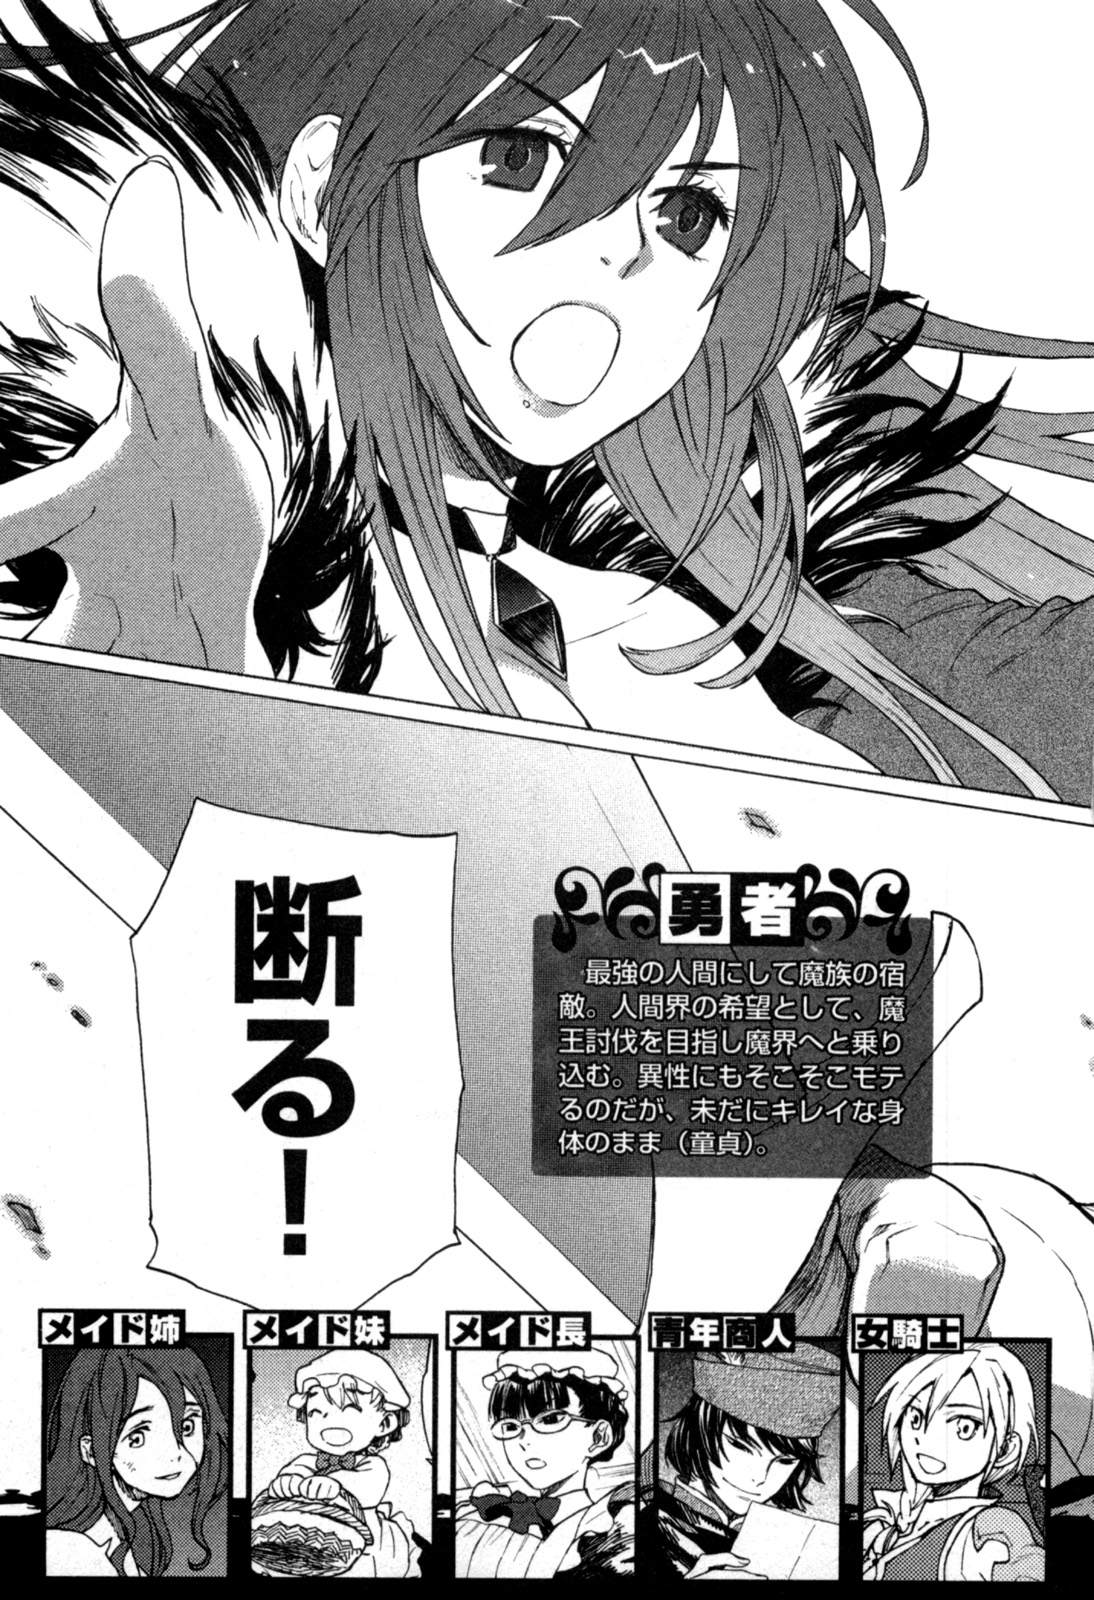 勇者
最強の人間にして魔族の宿
敵。人間界の希望として、魔
王討伐を目指し魔界へと乗り
込む。異性にもそこそこモテ
るのだが、未だにキレイな身
体のまま（童貞）。
断る！
メイド姉
メイド妹
メイド長
青年商人
女騎士